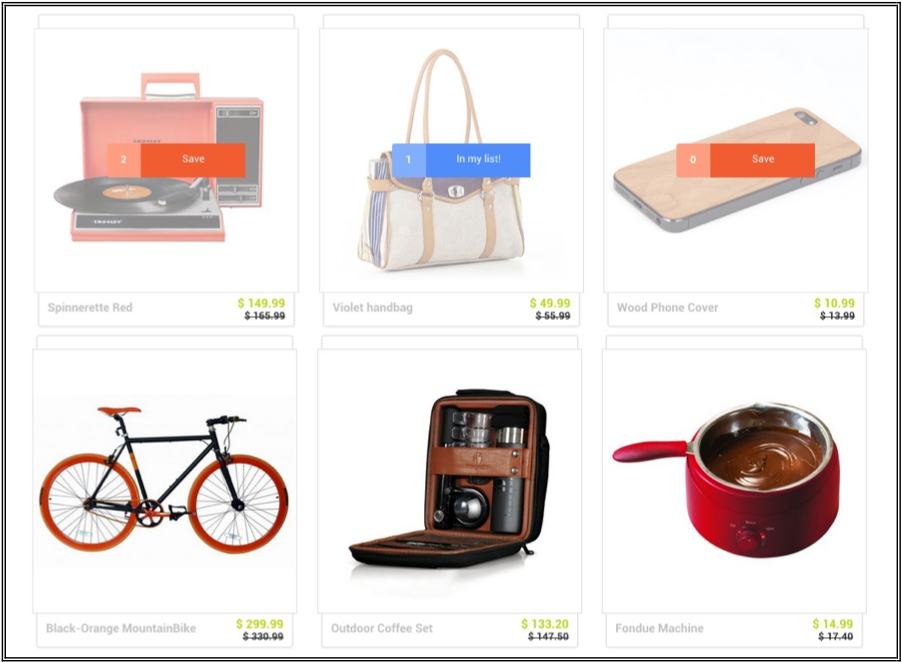 2 Save
1 In my list!
0 Save
CROSLEY
CROSLEY
Spinnerette Red
$ 149.99
$ 165.99
Violet handbag
$ 49.99
$ 55.99
Wood Phone Cover
$ 10.99
$ 13.99
Black-Orange MountainBike
$ 299.99
$ 330.99
Outdoor Coffee Set
$ 133.20
$ 147.50
Fondue Machine
$ 14.99
$ 17.40